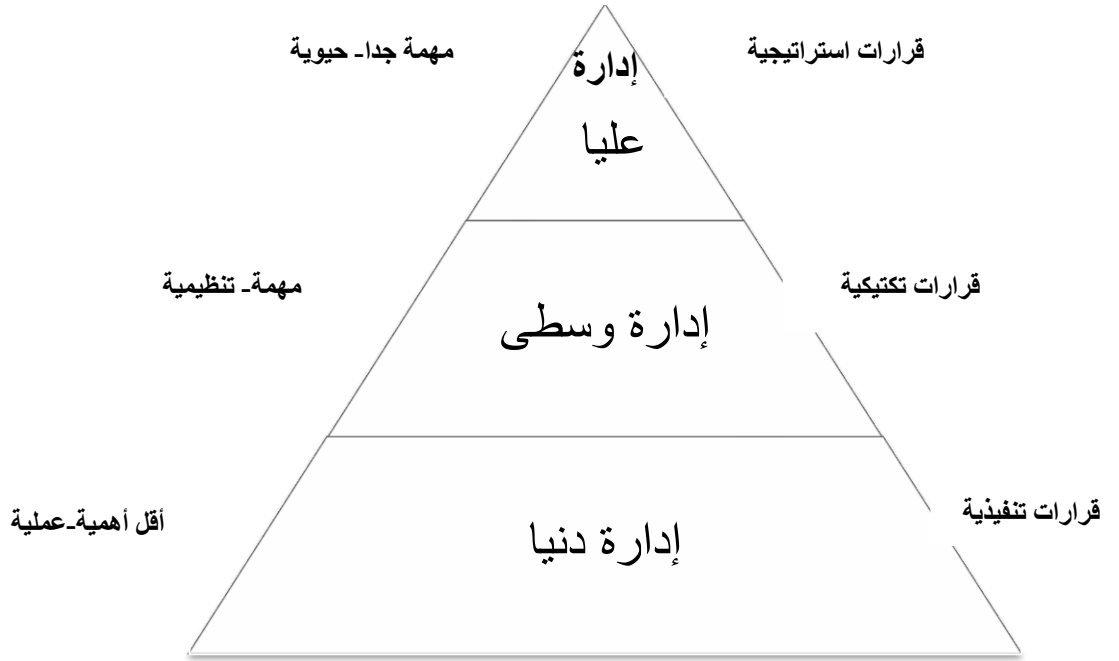 قرارات استراتيجية
إدارة
عليا
مهمة جدا- حيوية
قرارات تكتيكية
إدارة وسطى
مهمة- تنظيمية
قرارات تنفيذية
إدارة دنيا
أقل أهمية-عملية